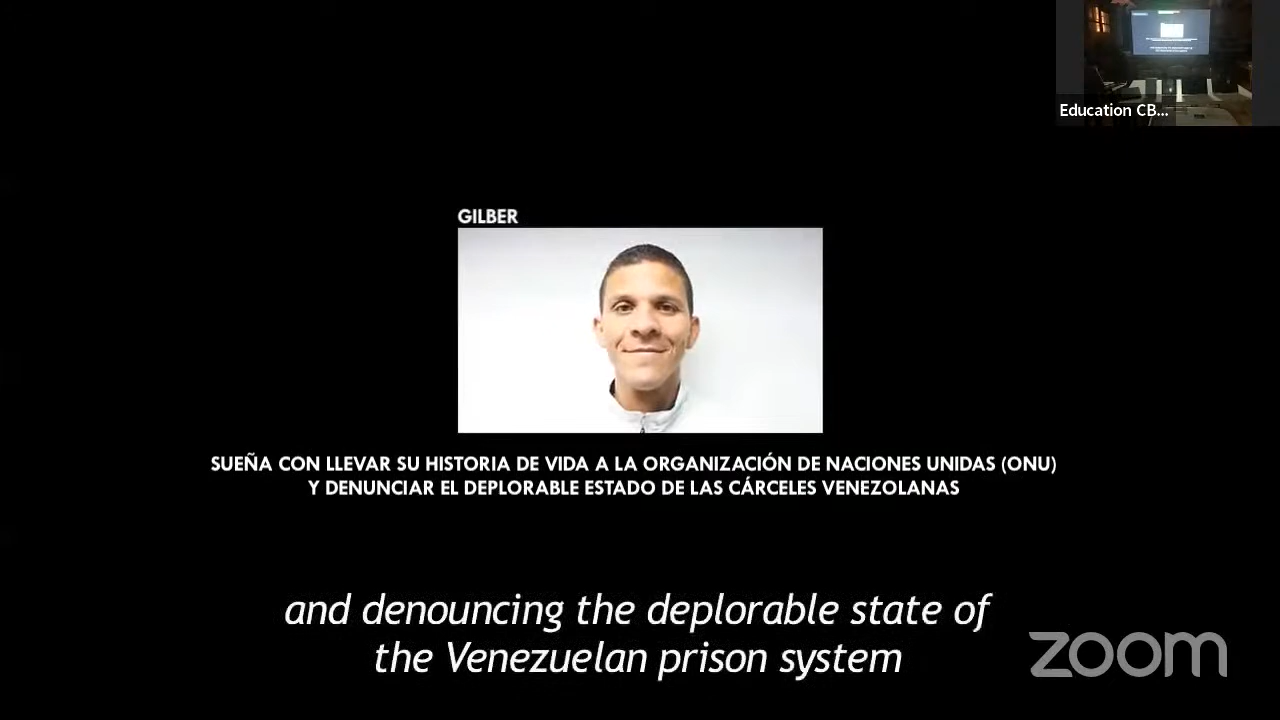 Education CB...
GILBER
SUEÑA CON LLEVAR SU HISTORIA DE VIDA A LA ORGANIZACIÓN DE NACIONES UNIDAS (ONU)
Y DENUNCIAR EL DEPLORABLE ESTADO DE LAS CÁRCELES VENEZOLANAS
and denouncing the deplorable state of
the Venezuelan prison system
zoom